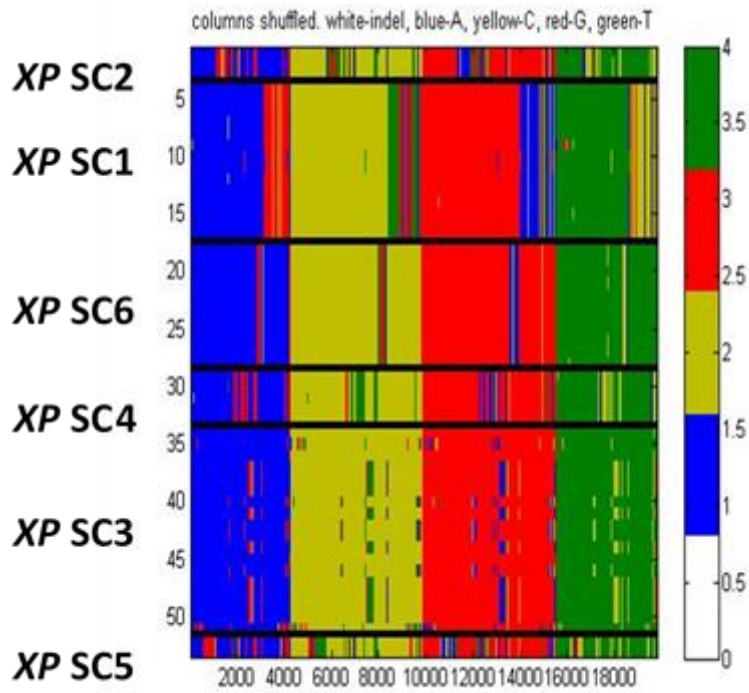 columns shuffled. white-indel, blue-A, yellow-C, red-G, green-T
XP SC2
XP SC1
XP SC6
XP SC4
XP SC3
XP SC5
5
10
15
20
25
30
35
40
45
50
2000 4000 6000 8000 10000 12000 14000 16000 18000
4
3.5
3
2.5
2
1.5
1
0.5
0